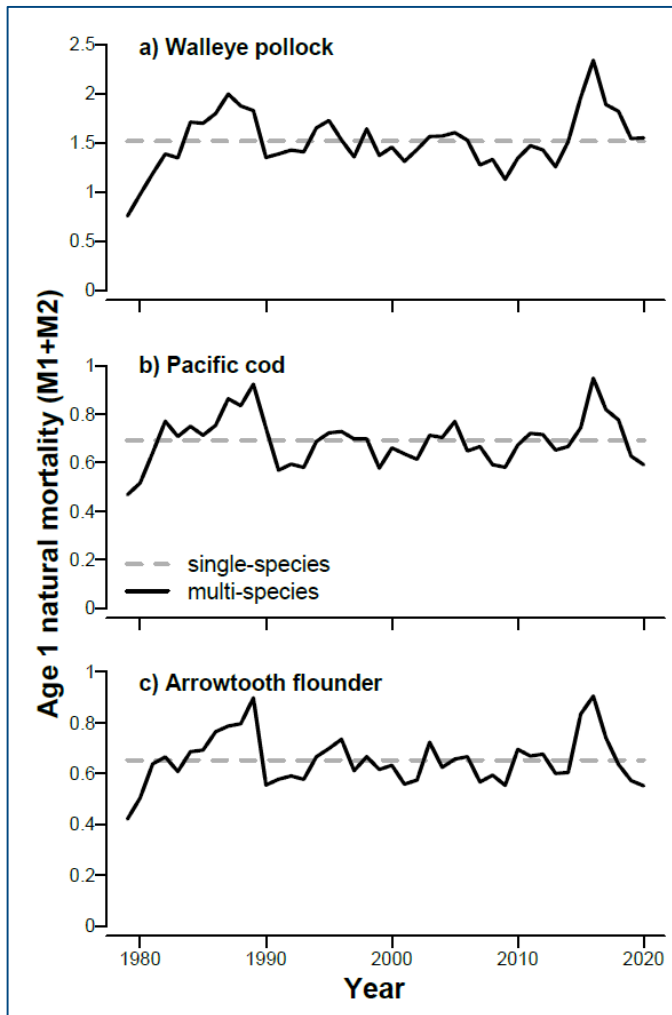 a) Walleye pollock
2.5
2
1.5
1
0.5
0
b) Pacific cod
1
0.8
0.6
0.4
0.2
0
single-species
multi-species
c) Arrowtooth flounder
1
0.8
0.6
0.4
0.2
0
Age 1 natural mortality (M1+M2)
1980 1990 2000 2010 2020
Year